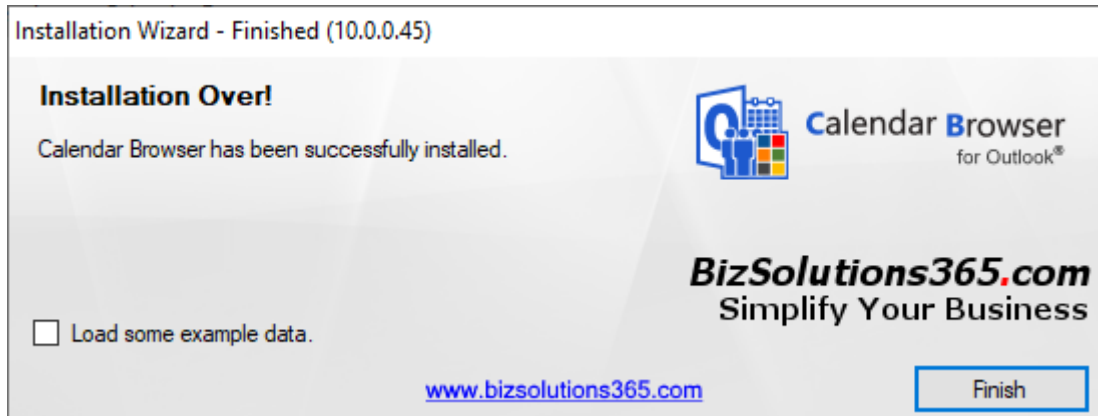 Installation Wizard - Finished (10.0.0.45)
Installation Over!
Calendar Browser has been successfully installed.
Calendar Browser
for Outlook®
BizSolutions365.com
Simplify Your Business
Load some example data.
www.bizsolutions365.com
Finish